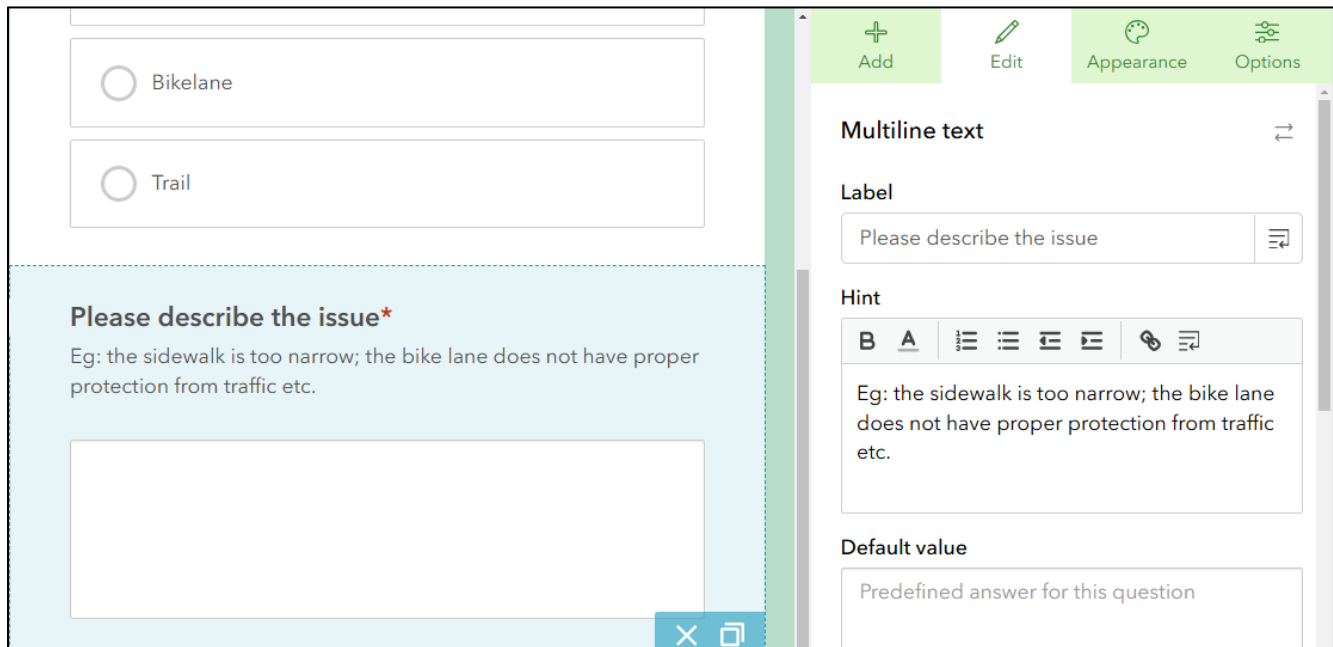 Bikelane
Trail
Please describe the issue*
Eg: the sidewalk is too narrow; the bike lane does not have proper
protection from traffic etc.
Add
Edit
Appearance
Options
Multiline text
Label
Please describe the issue
Hint
B A
Eg: the sidewalk is too narrow; the bike lane
does not have proper protection from traffic
etc.
Default value
Predefined answer for this question